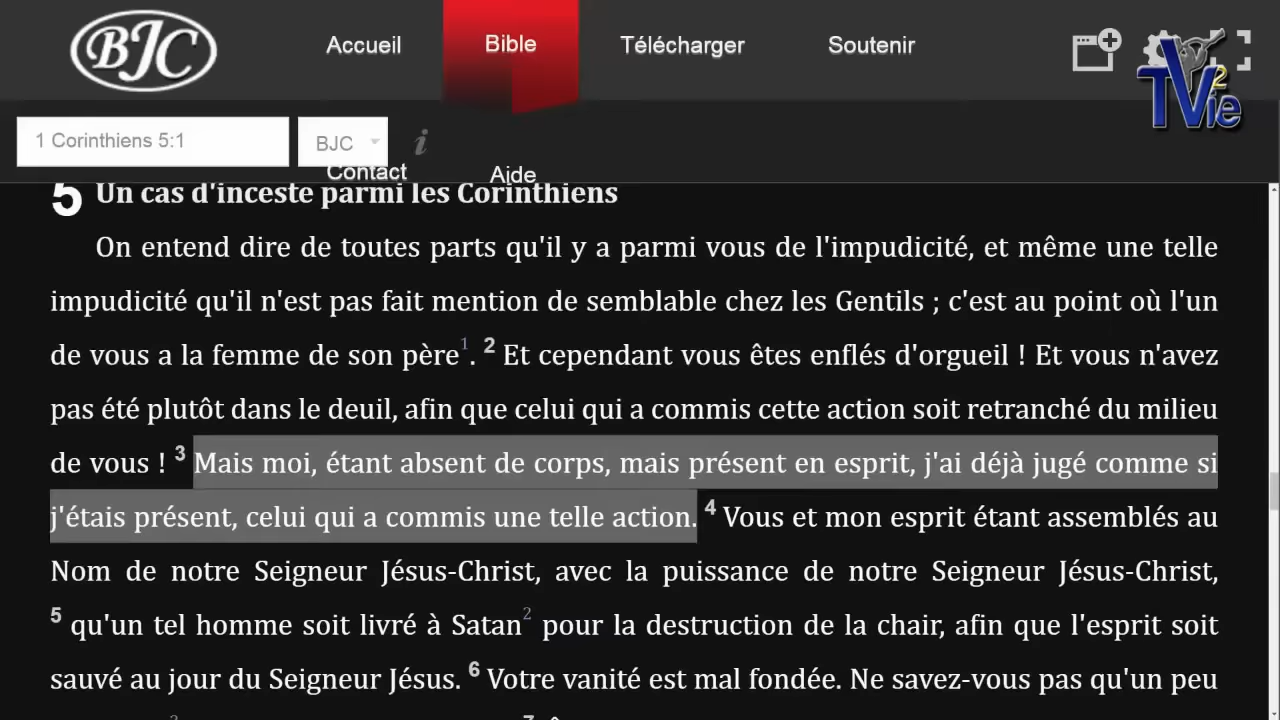 BJC
Accueil
Bible
Télécharger
Soutenir
TV2Vie
1 Corinthiens 5:1
BJC
i
Contact
Aide
5 Un cas d'inceste parmi les Corinthiens
On entend dire de toutes parts qu'il y a parmi vous de l'impudicité, et même une telle
impudicité qu'il n'est pas fait mention de semblable chez les Gentils ; c'est au point où l'un
de vous a la femme de son père1. 2 Et cependant vous êtes enflés d'orgueil ! Et vous n'avez
pas été plutôt dans le deuil, afin que celui qui a commis cette action soit retranché du milieu
de vous ! 3 Mais moi, étant absent de corps, mais présent en esprit, j'ai déjà jugé comme si
j'étais présent, celui qui a commis une telle action. 4 Vous et mon esprit étant assemblés au
Nom de notre Seigneur Jésus-Christ, avec la puissance de notre Seigneur Jésus-Christ,
5 qu'un tel homme soit livré à Satan2 pour la destruction de la chair, afin que l'esprit soit
sauvé au jour du Seigneur Jésus. 6 Votre vanité est mal fondée. Ne savez-vous pas qu'un peu